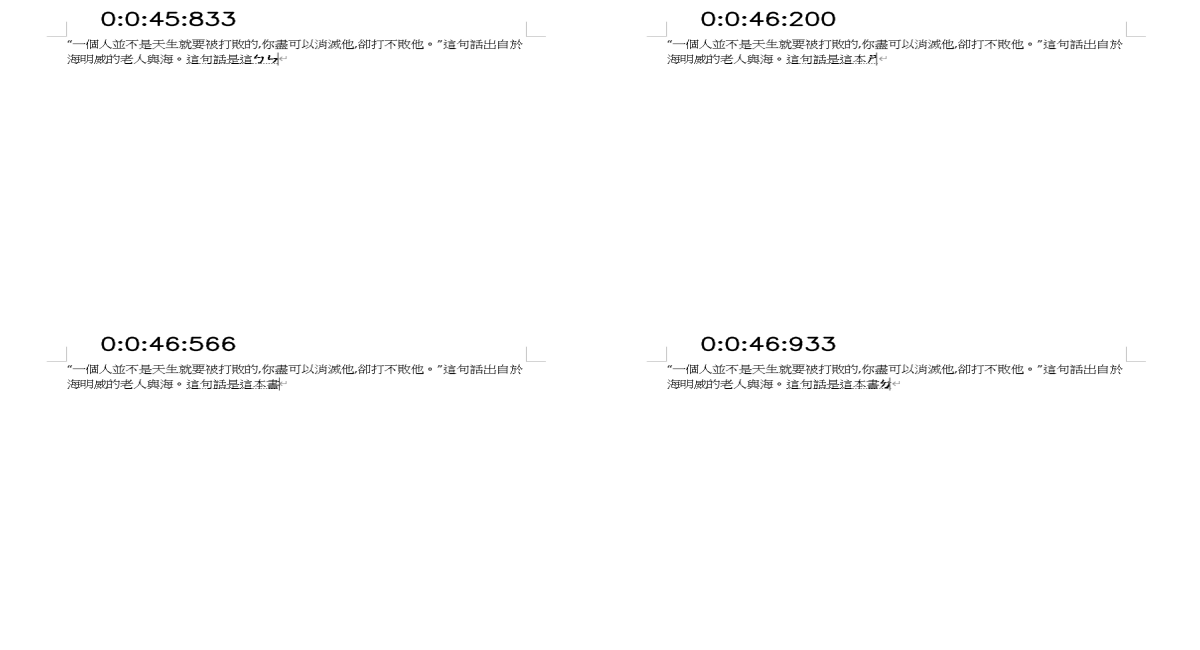 0:0:45:833
“一個人並不是天生就要被打敗的,你盡可以消滅他,卻打不敗他。”這句話出自於
海明威的老人與海。這句話是這ㄅㄣ
0:0:46:200
“一個人並不是天生就要被打敗的,你盡可以消滅他,卻打不敗他。”這句話出自於
海明威的老人與海。這句話是這本ㄕ
0:0:46:566
“一個人並不是天生就要被打敗的,你盡可以消滅他,卻打不敗他。”這句話出自於
海明威的老人與海。這句話是這本書
0:0:46:933
“一個人並不是天生就要被打敗的,你盡可以消滅他,卻打不敗他。”這句話出自於
海明威的老人與海。這句話是這本書ㄉ